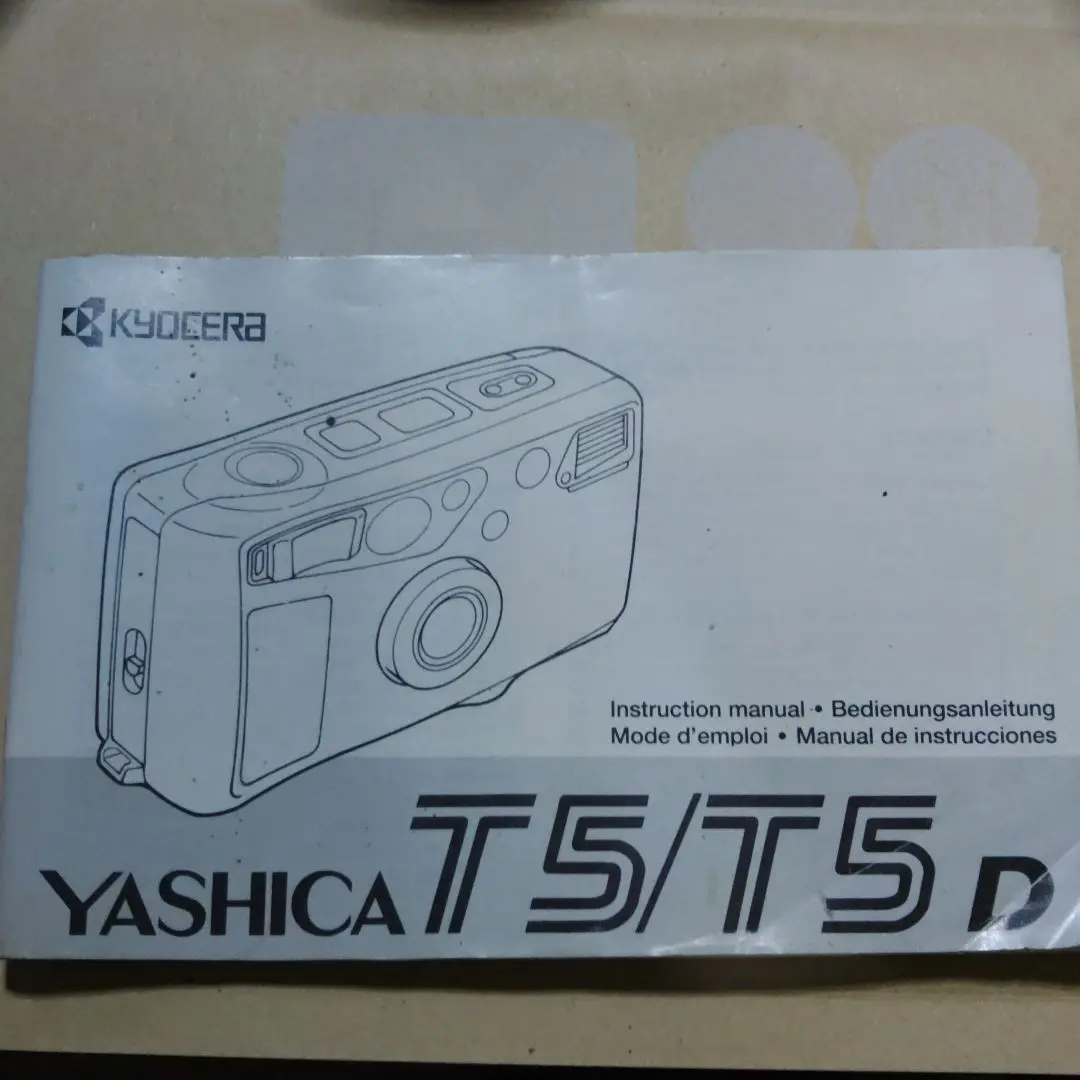 KYOCERA
Instruction manual • Bedienungsanleitung
Mode d'emploi • Manual de instrucciones
YASHICA T5/T5 D